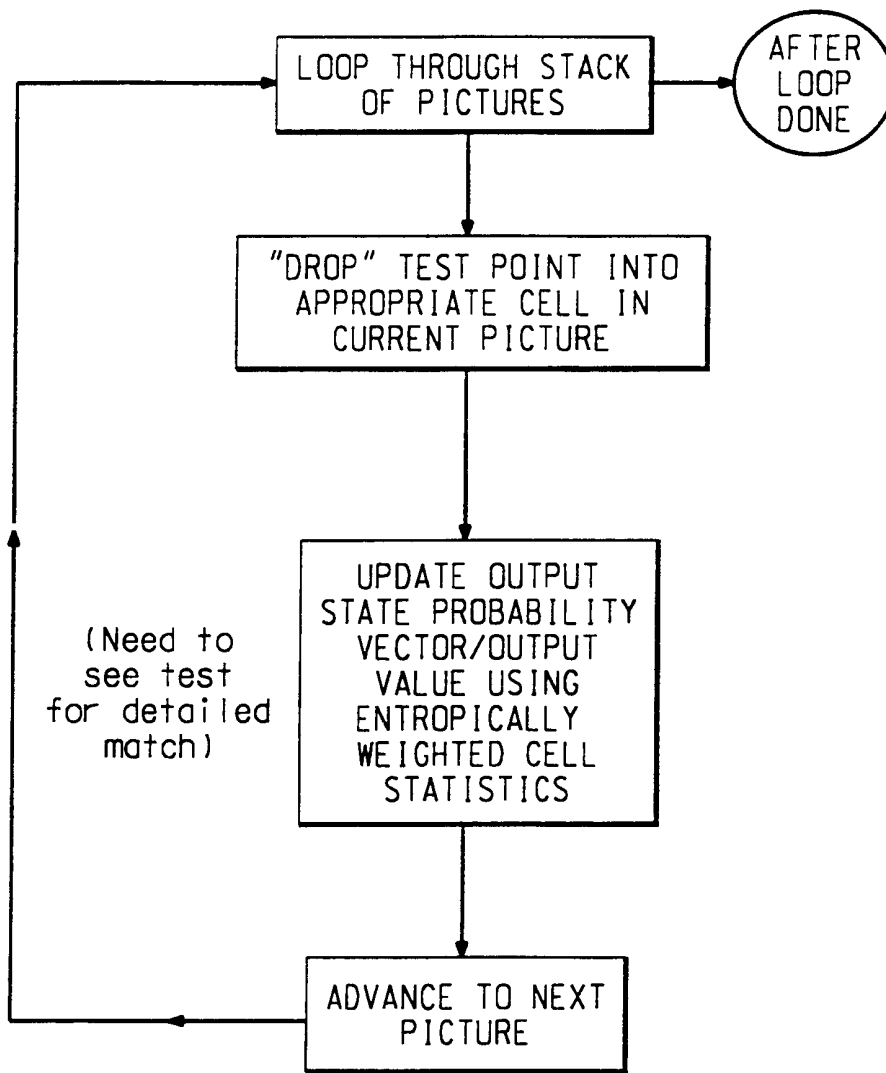 LOOP THROUGH STACK
OF PICTURES
AFTER
LOOP
DONE
"DROP" TEST POINT INTO
APPROPRIATE CELL IN
CURRENT PICTURE
UPDATE OUTPUT
STATE PROBABILITY
VECTOR/OUTPUT
VALUE USING
ENTROPICALLY
WEIGHTED CELL
STATISTICS
(Need to
see test
for detailed
match)
ADVANCE TO NEXT
PICTURE